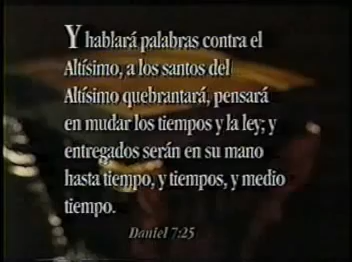 Y hablará palabras contra el
Altísimo, a los santos del
Altísimo quebrantará, pensará
en mudar los tiempos y la ley; y
entregados serán en su mano
hasta tiempo, y tiempos, y medio
tiempo.
Daniel 7:25